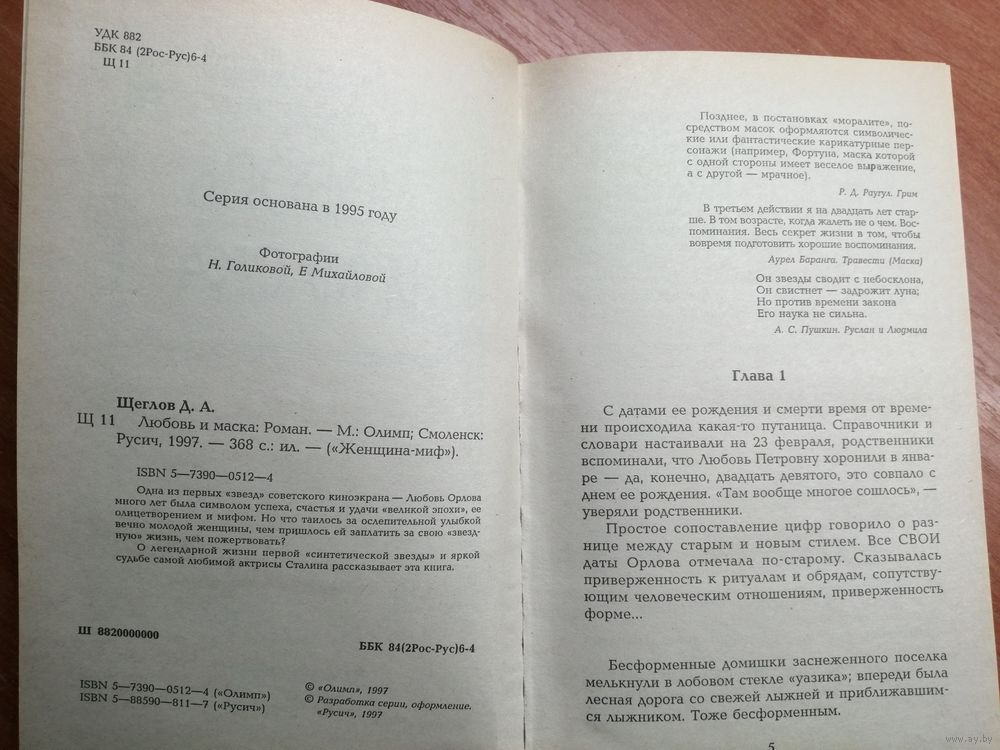 УДК 882
ББК 84 (2Рос-Рус)6-4
Щ 11
Серия основана в 1995 году
Фотографии
Н. Голиковой, Е Михайловой
Щеглов Д. А.
Щ 11 Любовь и маска: Роман. — М.: Олимп; Смоленск:
Русич, 1997. — 368 с.: ил. — («Женщина-миф»).
ISBN 5—7390—0512—4
Одна из первых «звезд» советского киноэкрана — Любовь Орлова
много лет была символом успеха, счастья и удачи «великой эпохи», ее
олицетворением и мифом. Но что таилось за ослепительной улыбкой
вечно молодой женщины, чем пришлось ей заплатить за свою «звезд-
ную» жизнь, чем пожертвовать?
О легендарной жизни первой «синтетической звезды» и яркой
судьбе самой любимой актрисы Сталина рассказывает эта книга.
Ш 8820000000
ББК 84(2Рос-Рус)6-4
ISBN 5—7390—0512—4 («Олимп»)
ISBN 5—88590—811—7 («Русич»)
© «Олимп», 1997
© Разработка серии, оформление.
«Русич», 1997
Позднее, в постановках «моралите», по-
средством масок оформляются символичес-
кие или фантастические карикатурные пер-
сонажи (например, Фортуна, маска которой
с одной стороны имеет веселое выражение,
а с другой — мрачное).
Р. Д. Раугул. Грим
В третьем действии я на двадцать лет стар-
ше. В том возрасте, когда жалеть не о чем. Вос-
поминания. Весь секрет жизни в том, чтобы
вовремя подготовить хорошие воспоминания.
Аурел Баранга. Травести (Маска)
Он звезды сводит с небосклона,
Он свистнет — задрожит луна;
Но против времени закона
Его наука не сильна.
А. С. Пушкин. Руслан и Людмила
Глава 1
С датами ее рождения и смерти время от време-
ни происходила какая-то путаница. Справочники и
словари настаивали на 23 февраля, родственники
вспоминали, что Любовь Петровну хоронили в янва-
ре — да, конечно, двадцать девятого, это совпало с
днем ее рождения. «Там вообще многое сошлось», —
уверяли родственники.
Простое сопоставление цифр говорило о раз-
нице между старым и новым стилем. Все СВОИ
даты Орлова отмечала по-старому. Сказывалась
приверженность к ритуалам и обрядам, сопутству-
ющим человеческим отношениям, приверженность
форме...
Бесформенные домишки заснеженного поселка
мелькнули в лобовом стекле «уазика»; впереди была
лесная дорога со свежей лыжней и приближавшим-
ся лыжником. Тоже бесформенным.
5
www.ay.by